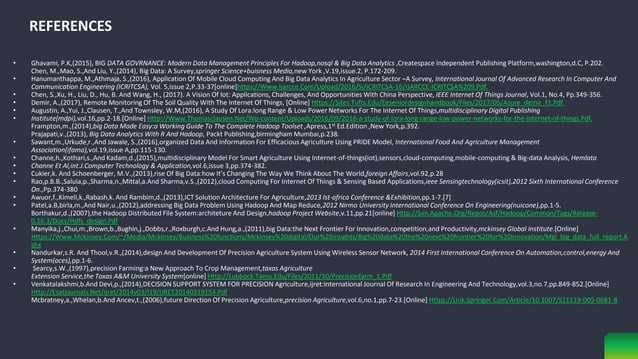 REFERENCES
• Ghavami, P.K,(2015), BIG DATA GOVRNANCE: Modern Data Management Principles For Hadoop,nosql & Big Data Analytics ,Createspace Independent Publishing Platform,washington,d.C, P.202.
Chen, M.,Mao, S.,And Liu, Y.,(2014), Big Data: A Survey,springer Science+buisness Media,new York ,V.19,issue.2, P.172-209.
• Hanumanthappa, M.,Athmaja, S.,(2016), Application Of Mobile Cloud Computing And Big Data Analytics In Agriculture Sector –A Survey, International Journal Of Advanced Research In Computer And
Communication Engineering (ICRITCSA), Vol. 5,issue 2,P.33-37[online]https://Www.Ijarcce.Com/Upload/2016/Si/ICRITCSA-16/IJARCCE-ICRITCSA%209.Pdf.
• Chen, S.,Xu, H., Liu, D., Hu, B. And Wang, H., (2017). A Vision Of Iot: Applications, Challenges, And Opportunities With China Perspective, IEEE Internet Of Things Journal, Vol.1, No.4, Pp.349-356.
• Demir, A.,(2017), Remote Monitoring Of The Soil Quality With The Internet Of Things, [Online] Https://Sites.Tufts.Edu/Eeseniordesignhandbook/Files/2017/05/Azure_demir_f1.Pdf.
• Augustin, A.,Yui, J.,Clausen, T.,And Townsley, W.M,(2016), A Study Of Lora:long Range & Low Power Networks For The Internet Of Things,multidisciplinary Digital Publishing
Institute(mdpi),vol.16,pp.2-18.[Online] Http://Www.Thomasclausen.Net/Wp-content/Uploads/2016/09/2016-a-study-of-lora-long-range-low-power-networks-for-the-internet-of-things.Pdf.
• Frampton,m.,(2014),big Data Made Easy:a Working Guide To The Complete Hadoop Toolset ,Apress,1st Ed.Edition ,New York,p.392.
Prajapati,v.,(2013), Big Data Analytics With R And Hadoop, Packt Publishing,birmingham Mumbai,p.238.
• Sawant,m.,Urkude,r.,And Jawale, S.,(2016),organized Data And Information For Efficacious Agriculture Using PRIDE Model, International Food And Agriculture Management
Association(ifama),vol.19,issue A,pp.115-130.
• Channe,h.,Kothari,s.,And Kadam,d.,(2015),multidisciplinary Model For Smart Agriculture Using Internet-of-things(iot),sensors,cloud-computing,mobile-computing & Big-data Analysis, Hemlata
Channe Et Al,int.J.Computer Technology & Application,vol.6,issue 3,pp.374-382.
• Cukier,k. And Schoenberger, M.V.,(2013),rise Of Big Data:how It's Changing The Way We Think About The World,foreign Affairs,vol.92,p.28
• Rao,p.B.B.,Saluia,p.,Sharma,n.,Mittal,a.And Sharma,v.S.,(2012),cloud Computing For Internet Of Things & Sensing Based Applications,ieee Sensingtechnology(icsit),2012 Sixth International Conference
On.,Pp.374-380
• Awuor,f.,Kimeli,k.,Rabash,k. And Rambim,d.,(2013),ICT Solution Architecture For Agriculture,2013 Ist-africa Conference &Exhibition,pp.1-7.[7]
• Patel,a.B,birla,m.,And Nair,u.,(2012),addressing Big Data Problem Using Hadoop And Map Reduce,2012 Nirma University International Conference On Engineering(nuicone),pp.1-5.
Borthakur,d.,(2007),the Hadoop Distributed File System:architeture And Design,hadoop Project Website,v.11,pp.21[online] Http://Svn.Apache.Org/Repos/Asf/Hadoop/Common/Tags/Release-
0.16.3/Docs/Hdfs_design.Pdf
Manyika,j.,Chui,m.,Brown,b.,Bughin,j.,Dobbs,r.,Roxburgh,c.And Hung,a.,(2011),big Data:the Next Frontier For Innovation,competition,and Productivity,mckinsey Global Institute.[Online]
Https://Www.Mckinsey.Com/~/Media/Mckinsey/Business%20functions/Mckinsey%20digital/Our%20insights/Big%20data%20the%20next%20frontier%20for%20innovation/Mgi_big_data_full_report.A
shx
• Nandurkar,s.R. And Thool,v.R.,(2014),design And Development Of Precision Agriculture System Using Wireless Sensor Network, 2014 First International Conference On Automation,control,energy And
System(aces),pp.1-6.
• Searcy,s.W.,(1997),precision Farming:a New Approach To Crop Management,taxas Agriculture
Extension Service,the Taxas A&M University System[online] Http://Lubbock.Tamu.Edu/Files/2011/10/Precisionfarm_1.Pdf
• Venkatalakshmi,b.And Devi,p.,(2014),DECISION SUPPORT SYSTEM FOR PRECISION Agriculture,ijret:International Journal Of Research In Engineering And Technology,vol.3,no.7,pp.849-852.[Online]
Http://Esatjournals.Net/Ijret/2014v03/I19/IJRET20140319154.Pdf
Mcbratney,a.,Whelan,b.And Ancev,t.,(2006),future Direction Of Precision Agriculture,precision Agriculture,vol.6,no.1,pp.7-23.[Online] Https://Link.Springer.Com/Article/10.1007/S11119-005-0681-8